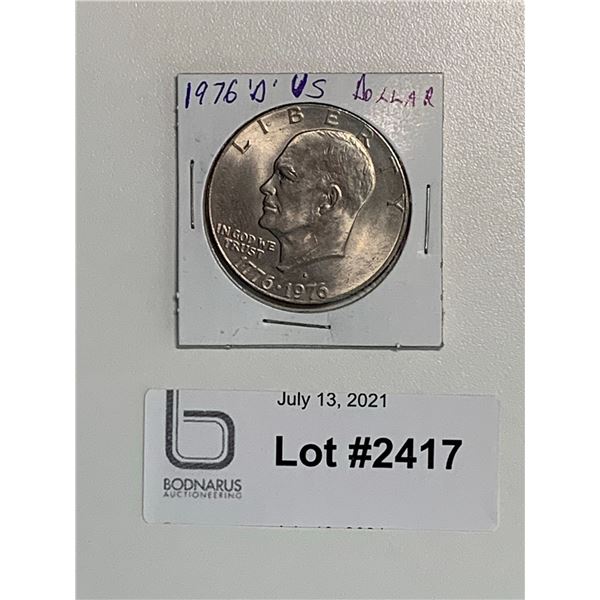 1976 'D' US DOLLAR
LIBERTY
IN GOD WE
TRUST
1776·1976
July 13, 2021
Lot #2417
BODNARUS
AUCTIONEERING